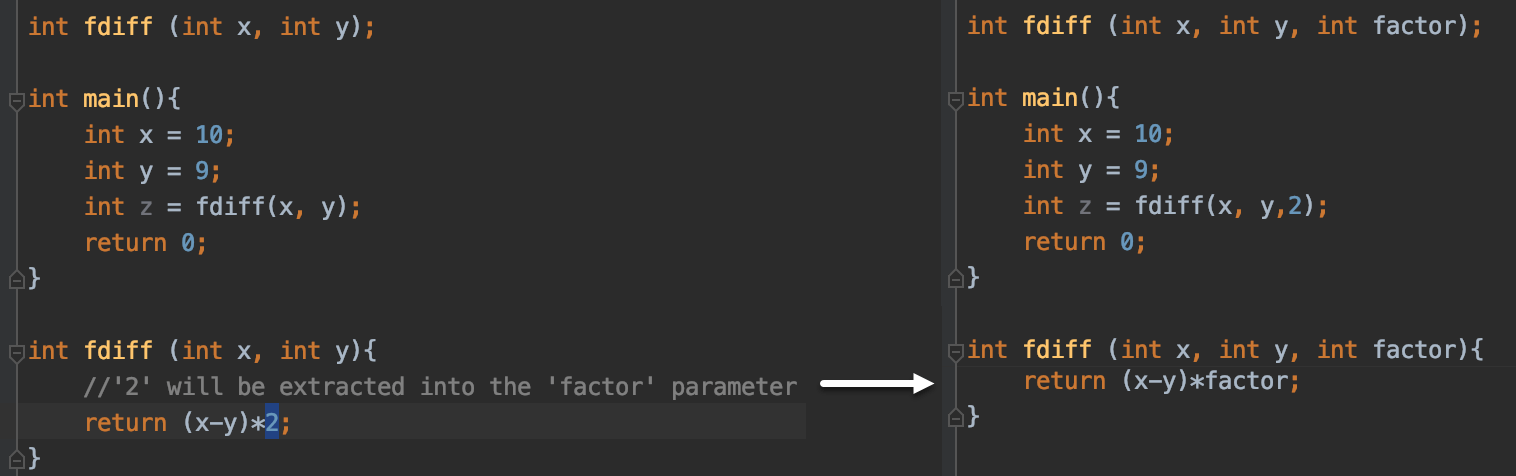 int fdiff (int x, int y);
int main(){
int x = 10;
int y = 9;
int z = fdiff(x, y);
return 0;
}
int fdiff (int x, int y){
//'2' will be extracted into the 'factor' parameter
return (x-y)*2;
}
int fdiff (int x, int y, int factor);
int main(){
int x = 10;
int y = 9;
int z = fdiff(x, y,2);
return 0;
}
int fdiff (int x, int y, int factor){
return (x-y)*factor;
}